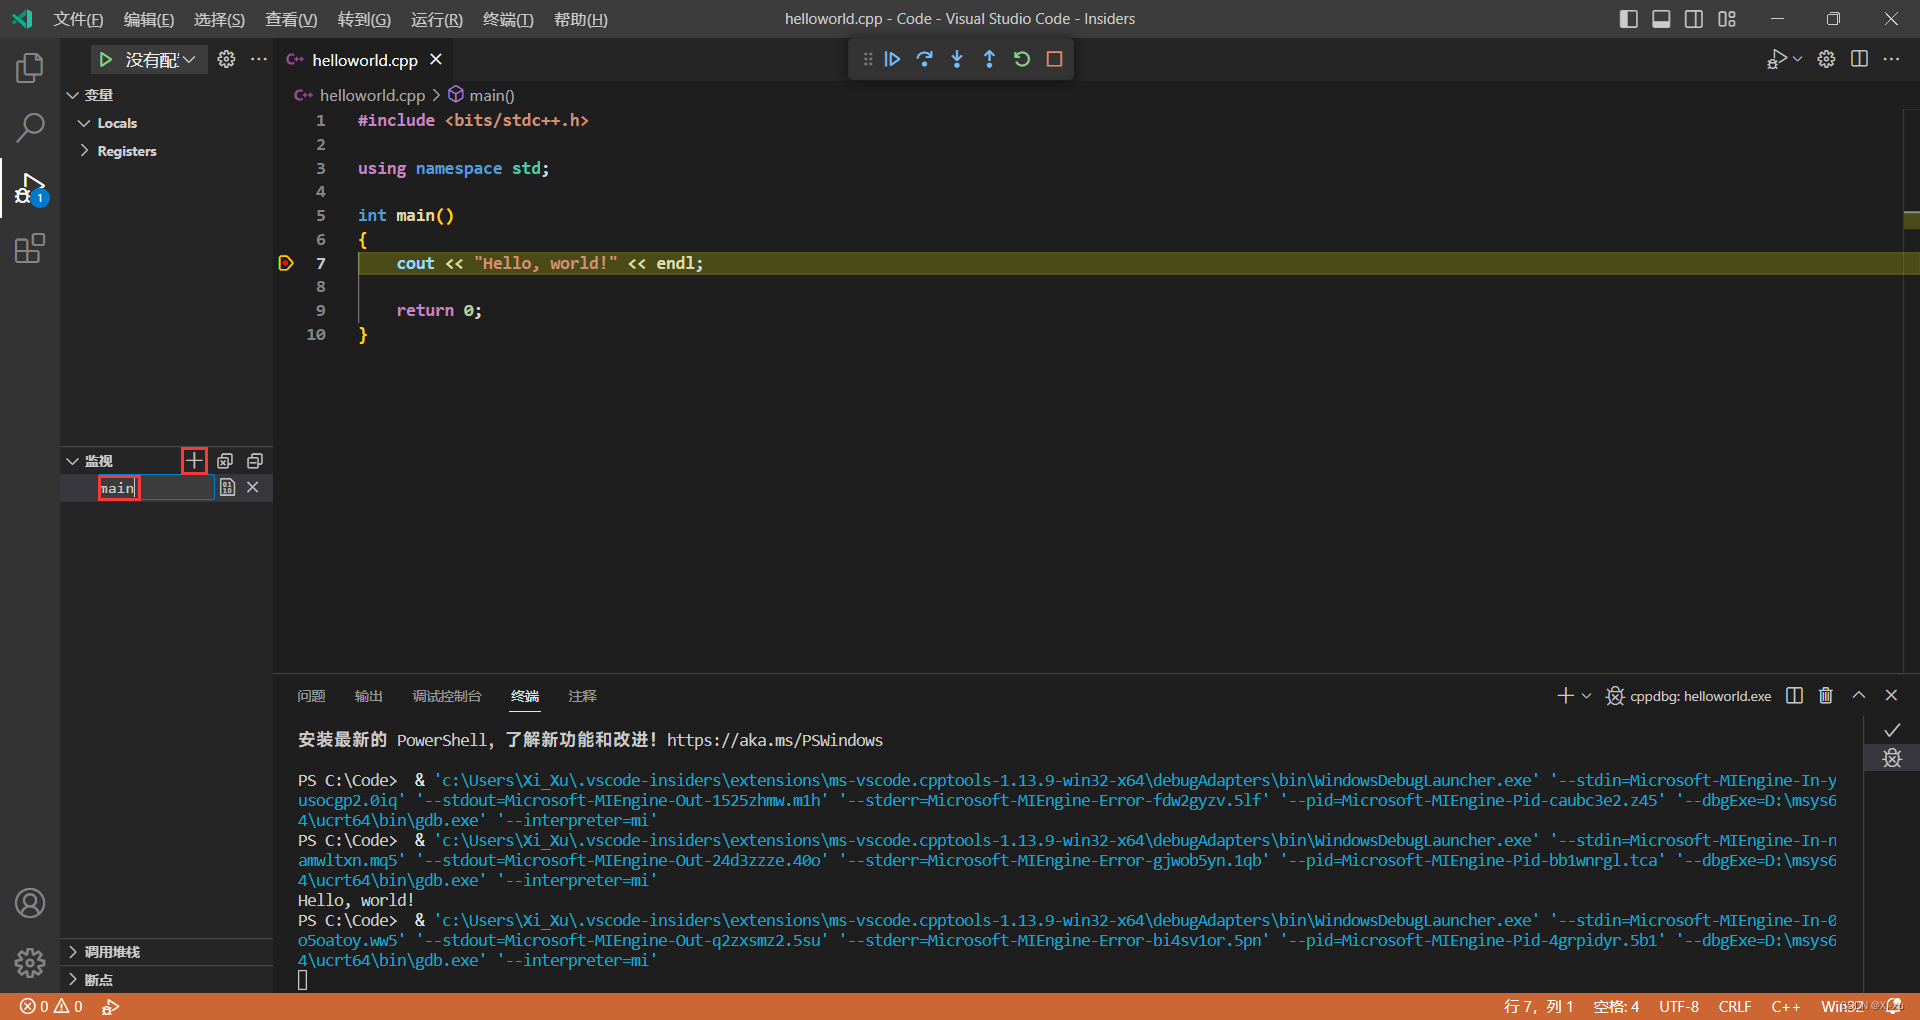 文件(F) 编辑(E) 选择(S) 查看(V) 转到(G) 运行(R) 终端(T) 帮助(H)
helloworld.cpp - Code - Visual Studio Code - Insiders
没有配
helloworld.cpp
变量
Locals
Registers
1
监视
main
调用堆栈
断点
helloworld.cpp > main()
1 #include <bits/stdc++.h>
2
3 using namespace std;
4
5 int main()
6 {
7 cout << "Hello, world!" << endl;
8
9 return 0;
10 }
问题 输出 调试控制台 终端 注释
cppdbg: helloworld.exe
安装最新的 PowerShell，了解新功能和改进！https://aka.ms/PSWindows
PS C:\Code>  & 'c:\Users\Xi_Xu\.vscode-insiders\extensions\ms-vscode.cpptools-1.13.9-win32-x64\debugAdapters\bin\WindowsDebugLauncher.exe' '--stdin=Microsoft-MIEngine-In-y
usocgp2.0iq' '--stdout=Microsoft-MIEngine-Out-1525zhmw.m1h' '--stderr=Microsoft-MIEngine-Error-fdw2gyzv.5lf' '--pid=Microsoft-MIEngine-Pid-caubc3e2.z45' '--dbgExe=D:\msys6
4\ucrt64\bin\gdb.exe' '--interpreter=mi'
PS C:\Code>  & 'c:\Users\Xi_Xu\.vscode-insiders\extensions\ms-vscode.cpptools-1.13.9-win32-x64\debugAdapters\bin\WindowsDebugLauncher.exe' '--stdin=Microsoft-MIEngine-In-n
amwltxn.mq5' '--stdout=Microsoft-MIEngine-Out-24d3zzze.40o' '--stderr=Microsoft-MIEngine-Error-gjwob5yn.1qb' '--pid=Microsoft-MIEngine-Pid-bb1wnrgl.tca' '--dbgExe=D:\msys6
4\ucrt64\bin\gdb.exe' '--interpreter=mi'
Hello, world!
PS C:\Code>  & 'c:\Users\Xi_Xu\.vscode-insiders\extensions\ms-vscode.cpptools-1.13.9-win32-x64\debugAdapters\bin\WindowsDebugLauncher.exe' '--stdin=Microsoft-MIEngine-In-0
o5oatoy.ww5' '--stdout=Microsoft-MIEngine-Out-q2zxsmz2.5su' '--stderr=Microsoft-MIEngine-Error-bi4sv1or.5pn' '--pid=Microsoft-MIEngine-Pid-4grpidyr.5b1' '--dbgExe=D:\msys6
4\ucrt64\bin\gdb.exe' '--interpreter=mi'
0 0
行 7，列 1 空格: 4 UTF-8 CRLF C++ Win32